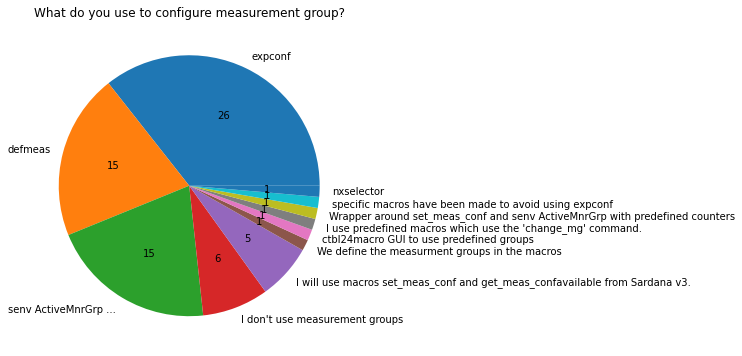 What do you use to configure measurement group?
expconf
26
defmeas
15
15
senv ActiveMnrGrp ...
6
I don't use measurement groups
5
I will use macros set_meas_conf and get_meas_confavailable from Sardana v3.
1
We define the measurment groups in the macros
1
ctbl24macro GUI to use predefined groups
1
I use predefined macros which use the 'change_mg' command.
1
Wrapper around set_meas_conf and senv ActiveMnrGrp with predefined counters
1
specific macros have been made to avoid using expconf
1
nxselector